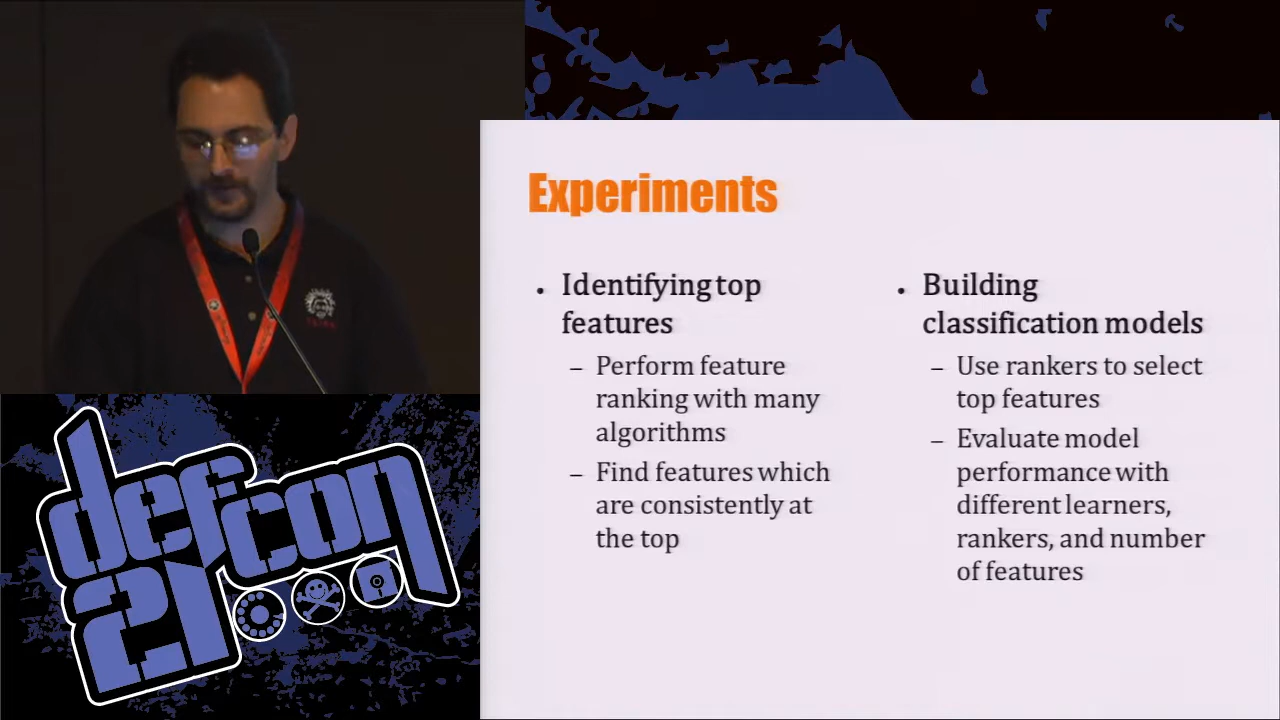 Experiments
• Identifying top
features
– Perform feature
ranking with many
algorithms
– Find features which
are consistently at
the top
• Building
classification models
– Use rankers to select
top features
– Evaluate model
performance with
different learners,
rankers, and number
of features
defcon
21